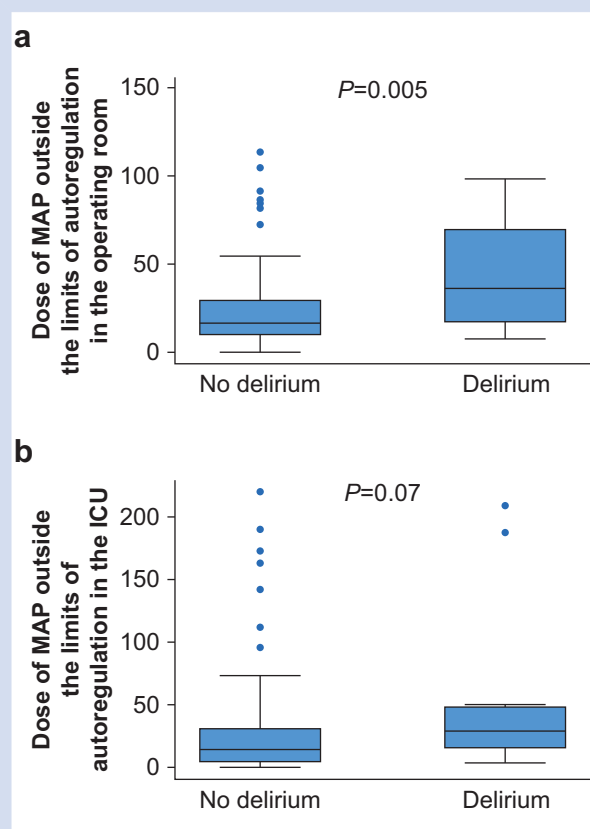 a
Dose of MAP outside
the limits of autoregulation
in the operating room
150
100
50
0
P=0.005
No delirium
Delirium
b
Dose of MAP outside
the limits of
autoregulation in the ICU
200
150
100
50
0
P=0.07
No delirium
Delirium